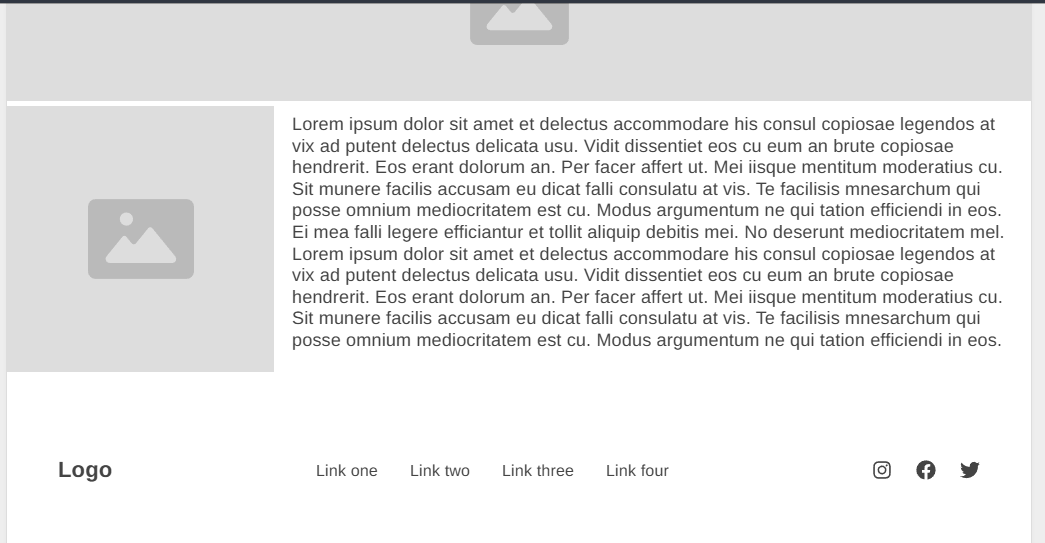 Lorem ipsum dolor sit amet et delectus accommodare his consul copiosae legendos at
vix ad putent delectus delicata usu. Vidit dissentiet eos cu eum an brute copiosae
hendrerit. Eos erant dolorum an. Per facer affert ut. Mei iisque mentitum moderatius cu.
Sit munere facilis accusam eu dicat falli consulatu at vis. Te facilisis mnesarchum qui
posse omnium mediocritatem est cu. Modus argumentum ne qui tation efficiendi in eos.
Ei mea falli legere efficiantur et tollit aliquip debitis mei. No deserunt mediocritatem mel.
Lorem ipsum dolor sit amet et delectus accommodare his consul copiosae legendos at
vix ad putent delectus delicata usu. Vidit dissentiet eos cu eum an brute copiosae
hendrerit. Eos erant dolorum an. Per facer affert ut. Mei iisque mentitum moderatius cu.
Sit munere facilis accusam eu dicat falli consulatu at vis. Te facilisis mnesarchum qui
posse omnium mediocritatem est cu. Modus argumentum ne qui tation efficiendi in eos.
Logo Link one Link two Link three Link four